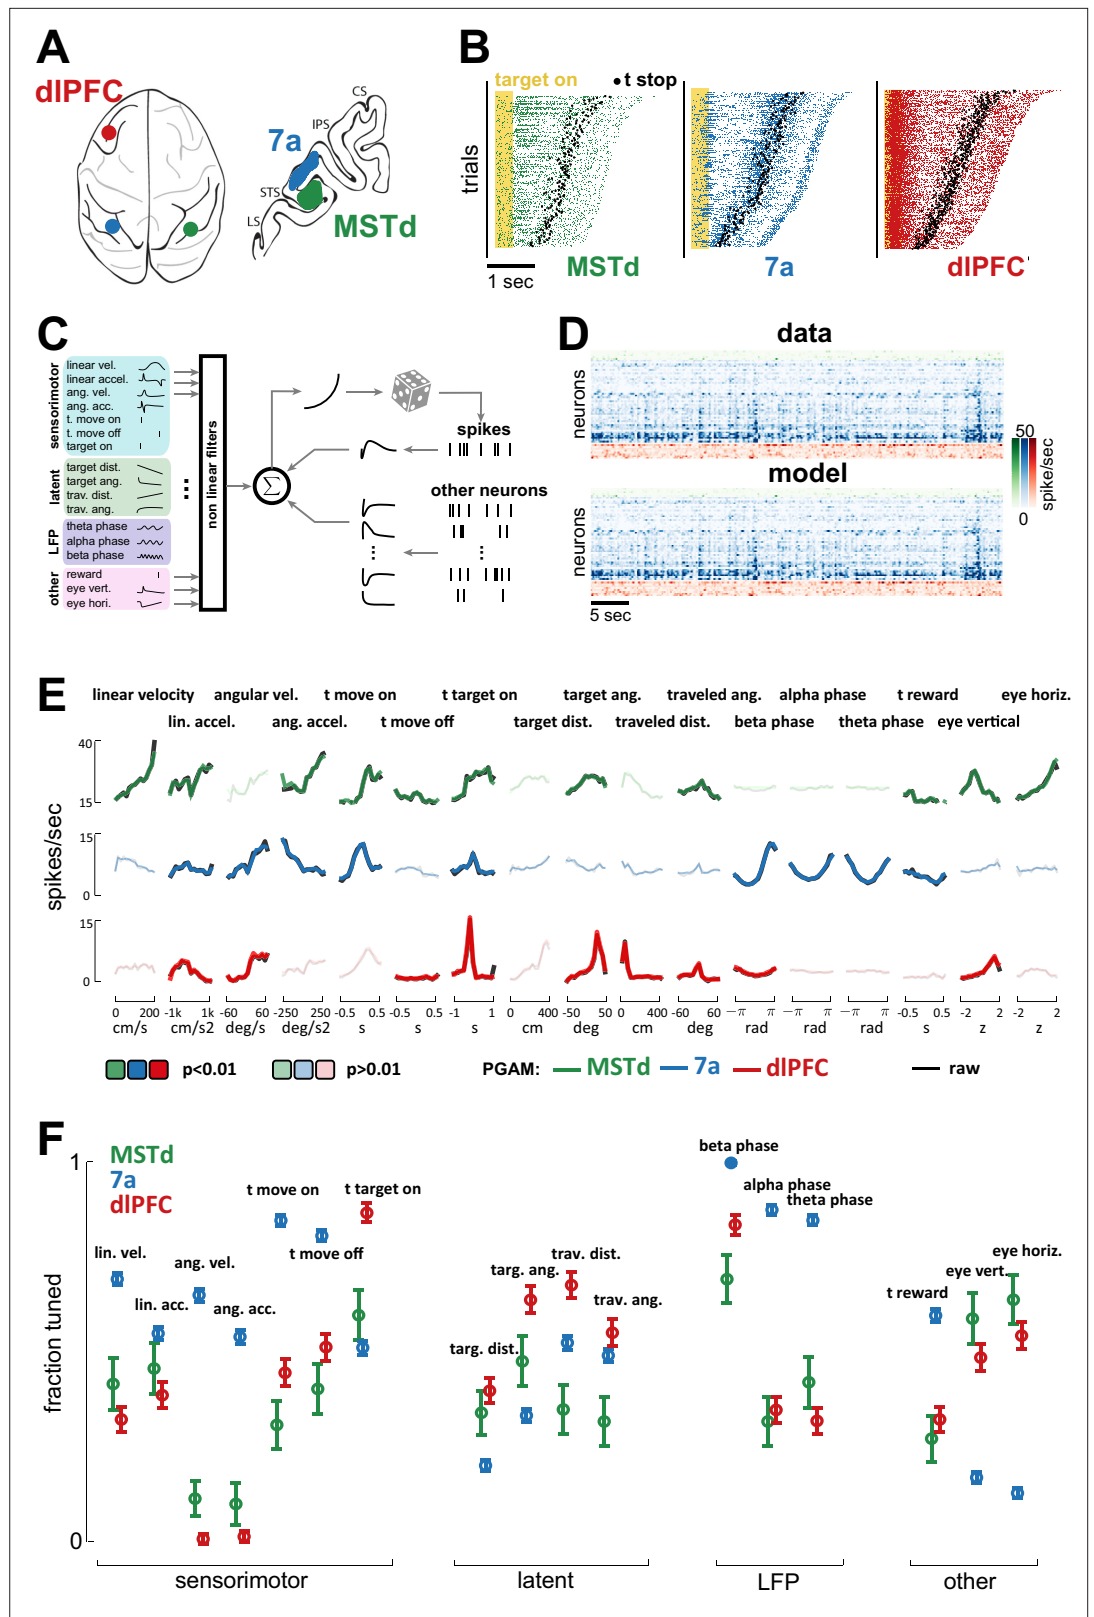 A
dlPFC
7a
MSTd
CS
IPS
STS
LS
B
target on
t stop
trials
1 sec
MSTd
7a
dlPFC
C
sensorimotor
linear vel.
linear accel.
ang. vel.
ang. acc.
t. move on
t. move off
target on
latent
target dist.
target ang.
trav. dist.
trav. ang.
LFP
theta phase
alpha phase
beta phase
other
reward
eye vert.
eye hori.
non linear filters
Σ
spikes
other neurons
D
data
neurons
model
neurons
50
0
spike/sec
5 sec
E
linear velocity angular vel. t move on t target on target ang. traveled ang. alpha phase t reward eye horiz.
lin. accel. ang. accel. t move off target dist. traveled dist. beta phase theta phase eye vertical
spikes/sec
40
15
15
0
15
0
0 200 -1k 1k -60 60 -250 250 -0.5 0.5 -0.5 0.5 -1 1 0 400 -50 50 0 400 -60 60 −π π −π π −π π -0.5 0.5 -2 2 -2 2
cm/s cm/s2 deg/s deg/s2 s s s cm deg cm deg rad rad rad s z z
p<0.01 p>0.01 PGAM: MSTd 7a dlPFC raw
F
MSTd
7a
dlPFC
1
0
fraction tuned
lin. vel.
lin. acc.
ang. vel.
ang. acc.
t move on
t move off
t target on
targ. dist.
targ. ang.
trav. dist.
trav. ang.
beta phase
alpha phase
theta phase
t reward
eye vert.
eye horiz.
sensorimotor latent LFP other